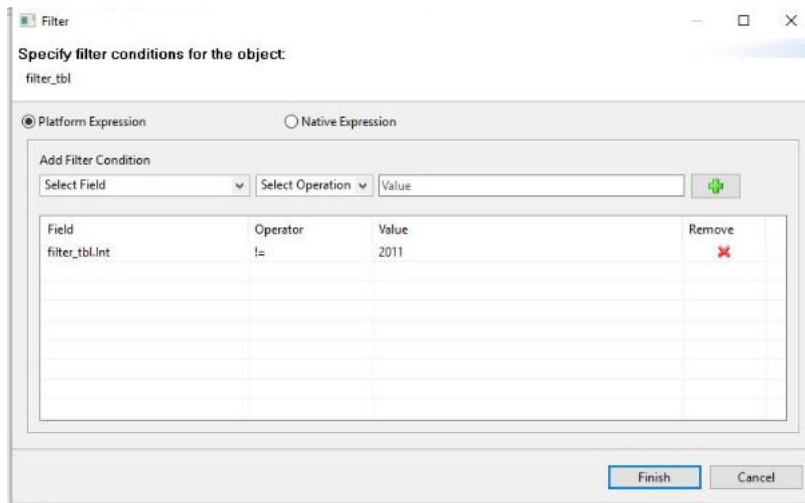 Filter
Specify filter conditions for the object:
filter_tbl
Platform Expression Native Expression
Add Filter Condition
Select Field Select Operation Value
Field Operator Value Remove
filter_tbl.Int != 2011
Finish Cancel